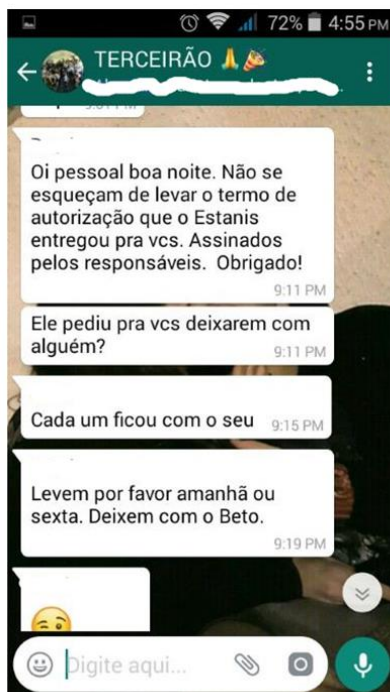 72% 4:55 PM
TERCEIRÃO
Oi pessoal boa noite. Não se
esqueçam de levar o termo de
autorização que o Estanis
entregou pra vcs. Assinados
pelos responsáveis. Obrigado!
9:11 PM
Ele pediu pra vcs deixarem com
alguém?
9:11 PM
Cada um ficou com o seu 9:15 PM
Levem por favor amanhã ou
sexta. Deixem com o Beto.
9:19 PM
Digite aqui...